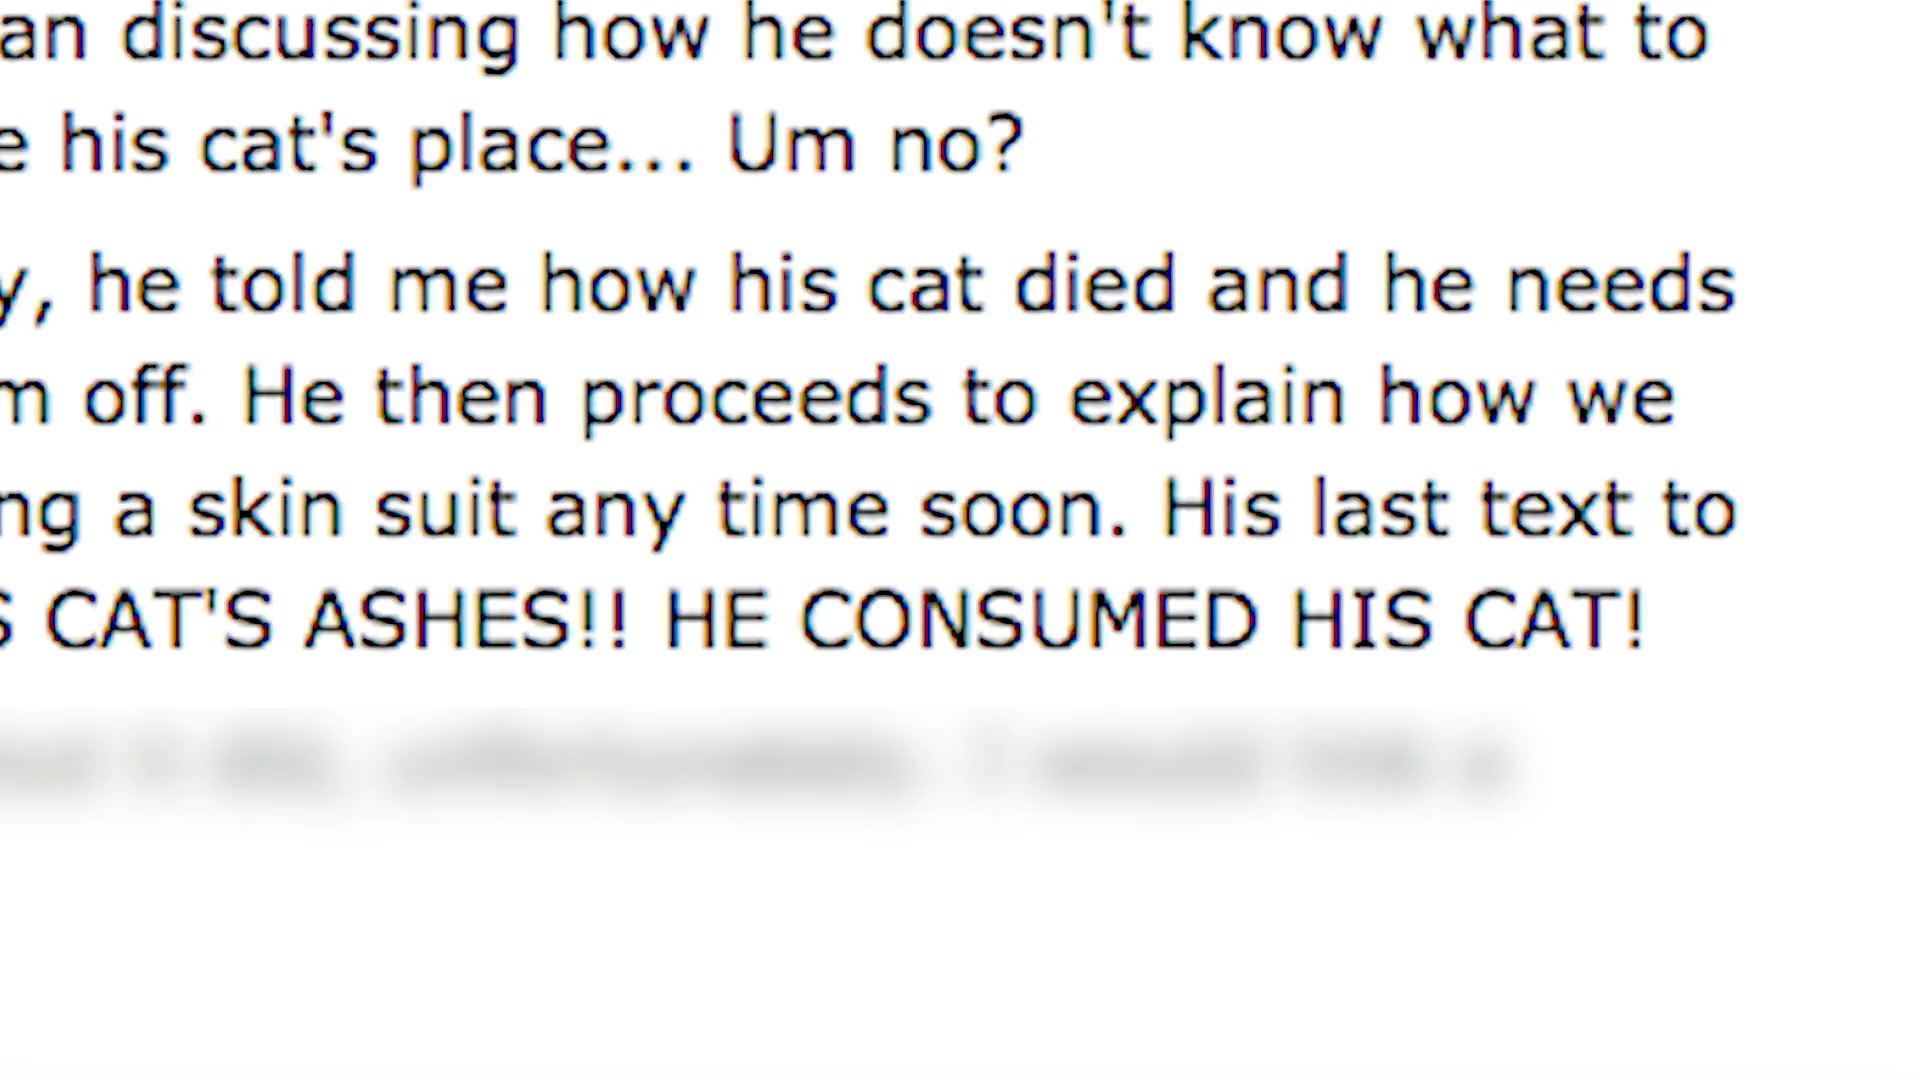 an discussing how he doesn't know what to
e his cat's place... Um no?
y, he told me how his cat died and he needs
m off. He then proceeds to explain how we
ng a skin suit any time soon. His last text to
S CAT'S ASHES!! HE CONSUMED HIS CAT!